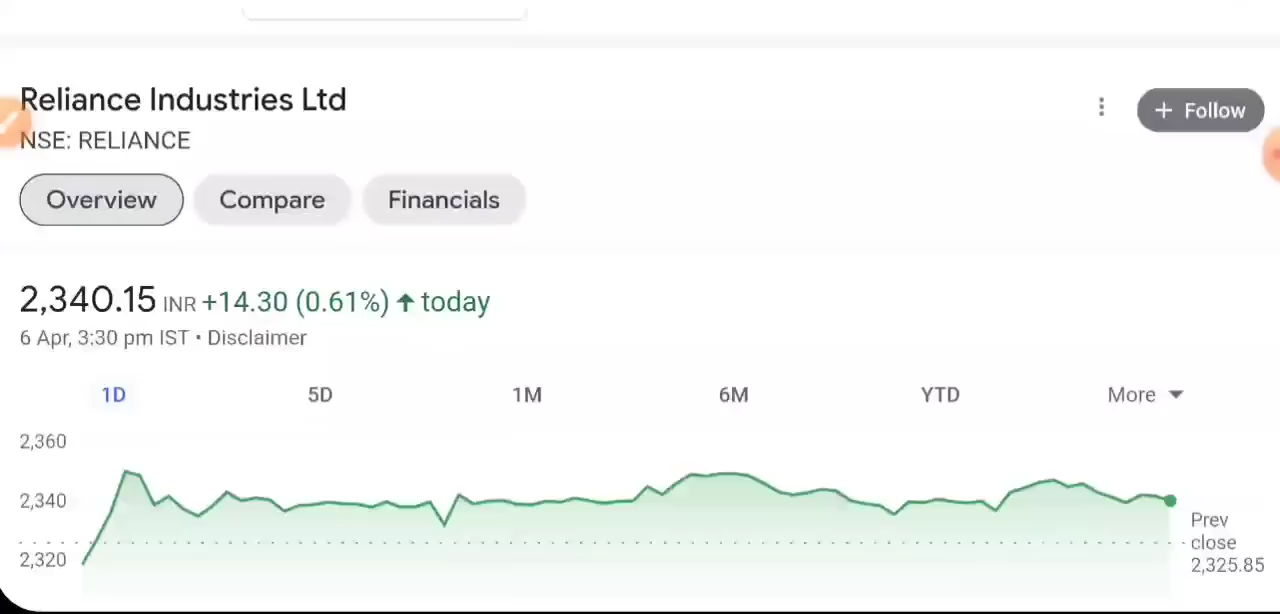 Reliance Industries Ltd
+ Follow
NSE: RELIANCE
Overview
Compare
Financials
2,340.15 INR +14.30 (0.61%) ↑ today
6 Apr, 3:30 pm IST • Disclaimer
1D
5D
1M
6M
YTD
More
2,360
2,340
2,320
Prev
close
2,325.85